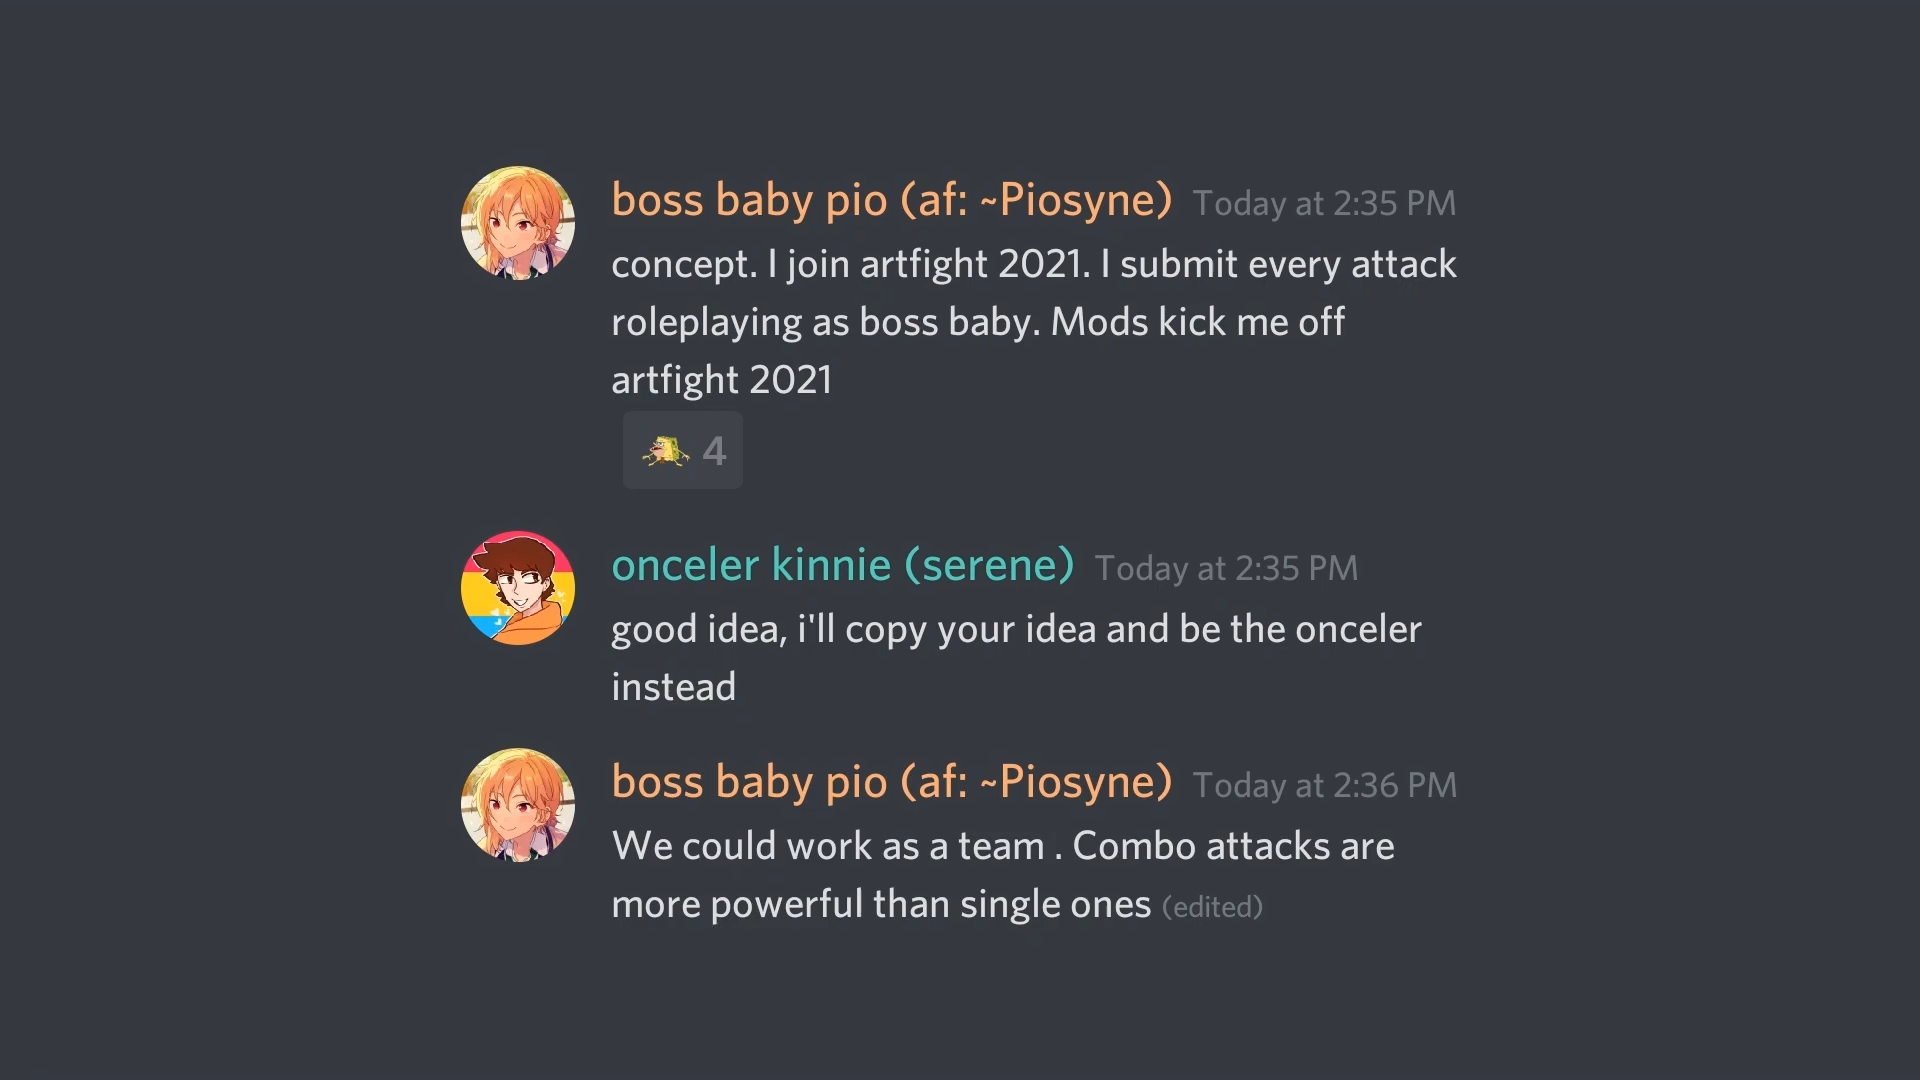 boss baby pio (af: ~Piosyne) Today at 2:35 PM
concept. I join artfight 2021. I submit every attack
roleplaying as boss baby. Mods kick me off
artfight 2021
4
onceler kinnie (serene) Today at 2:35 PM
good idea, i'll copy your idea and be the onceler
instead
boss baby pio (af: ~Piosyne) Today at 2:36 PM
We could work as a team . Combo attacks are
more powerful than single ones (edited)